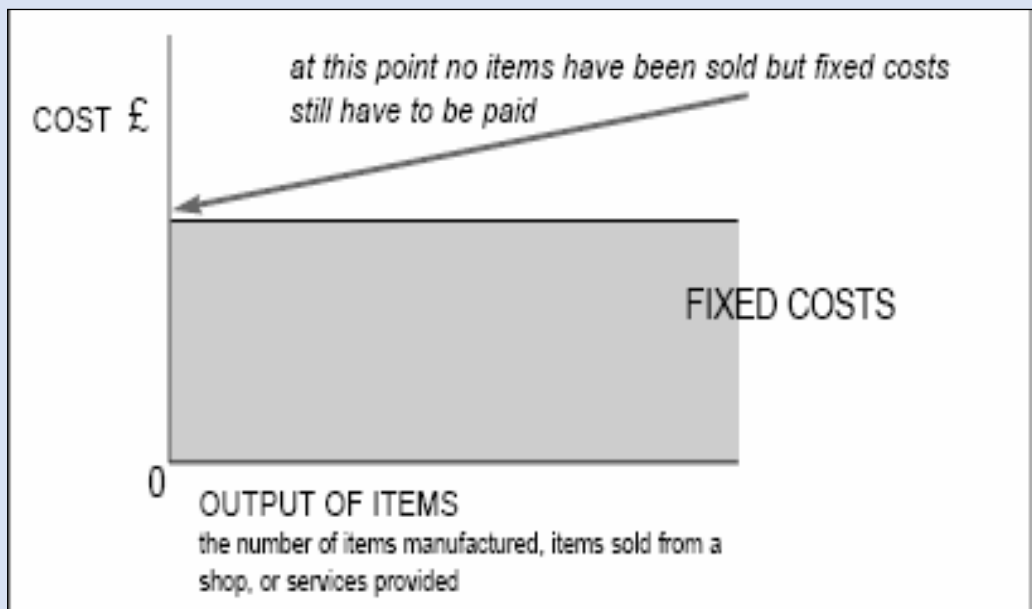 at this point no items have been sold but fixed costs
still have to be paid
COST £
FIXED COSTS
0
OUTPUT OF ITEMS
the number of items manufactured, items sold from a
shop, or services provided